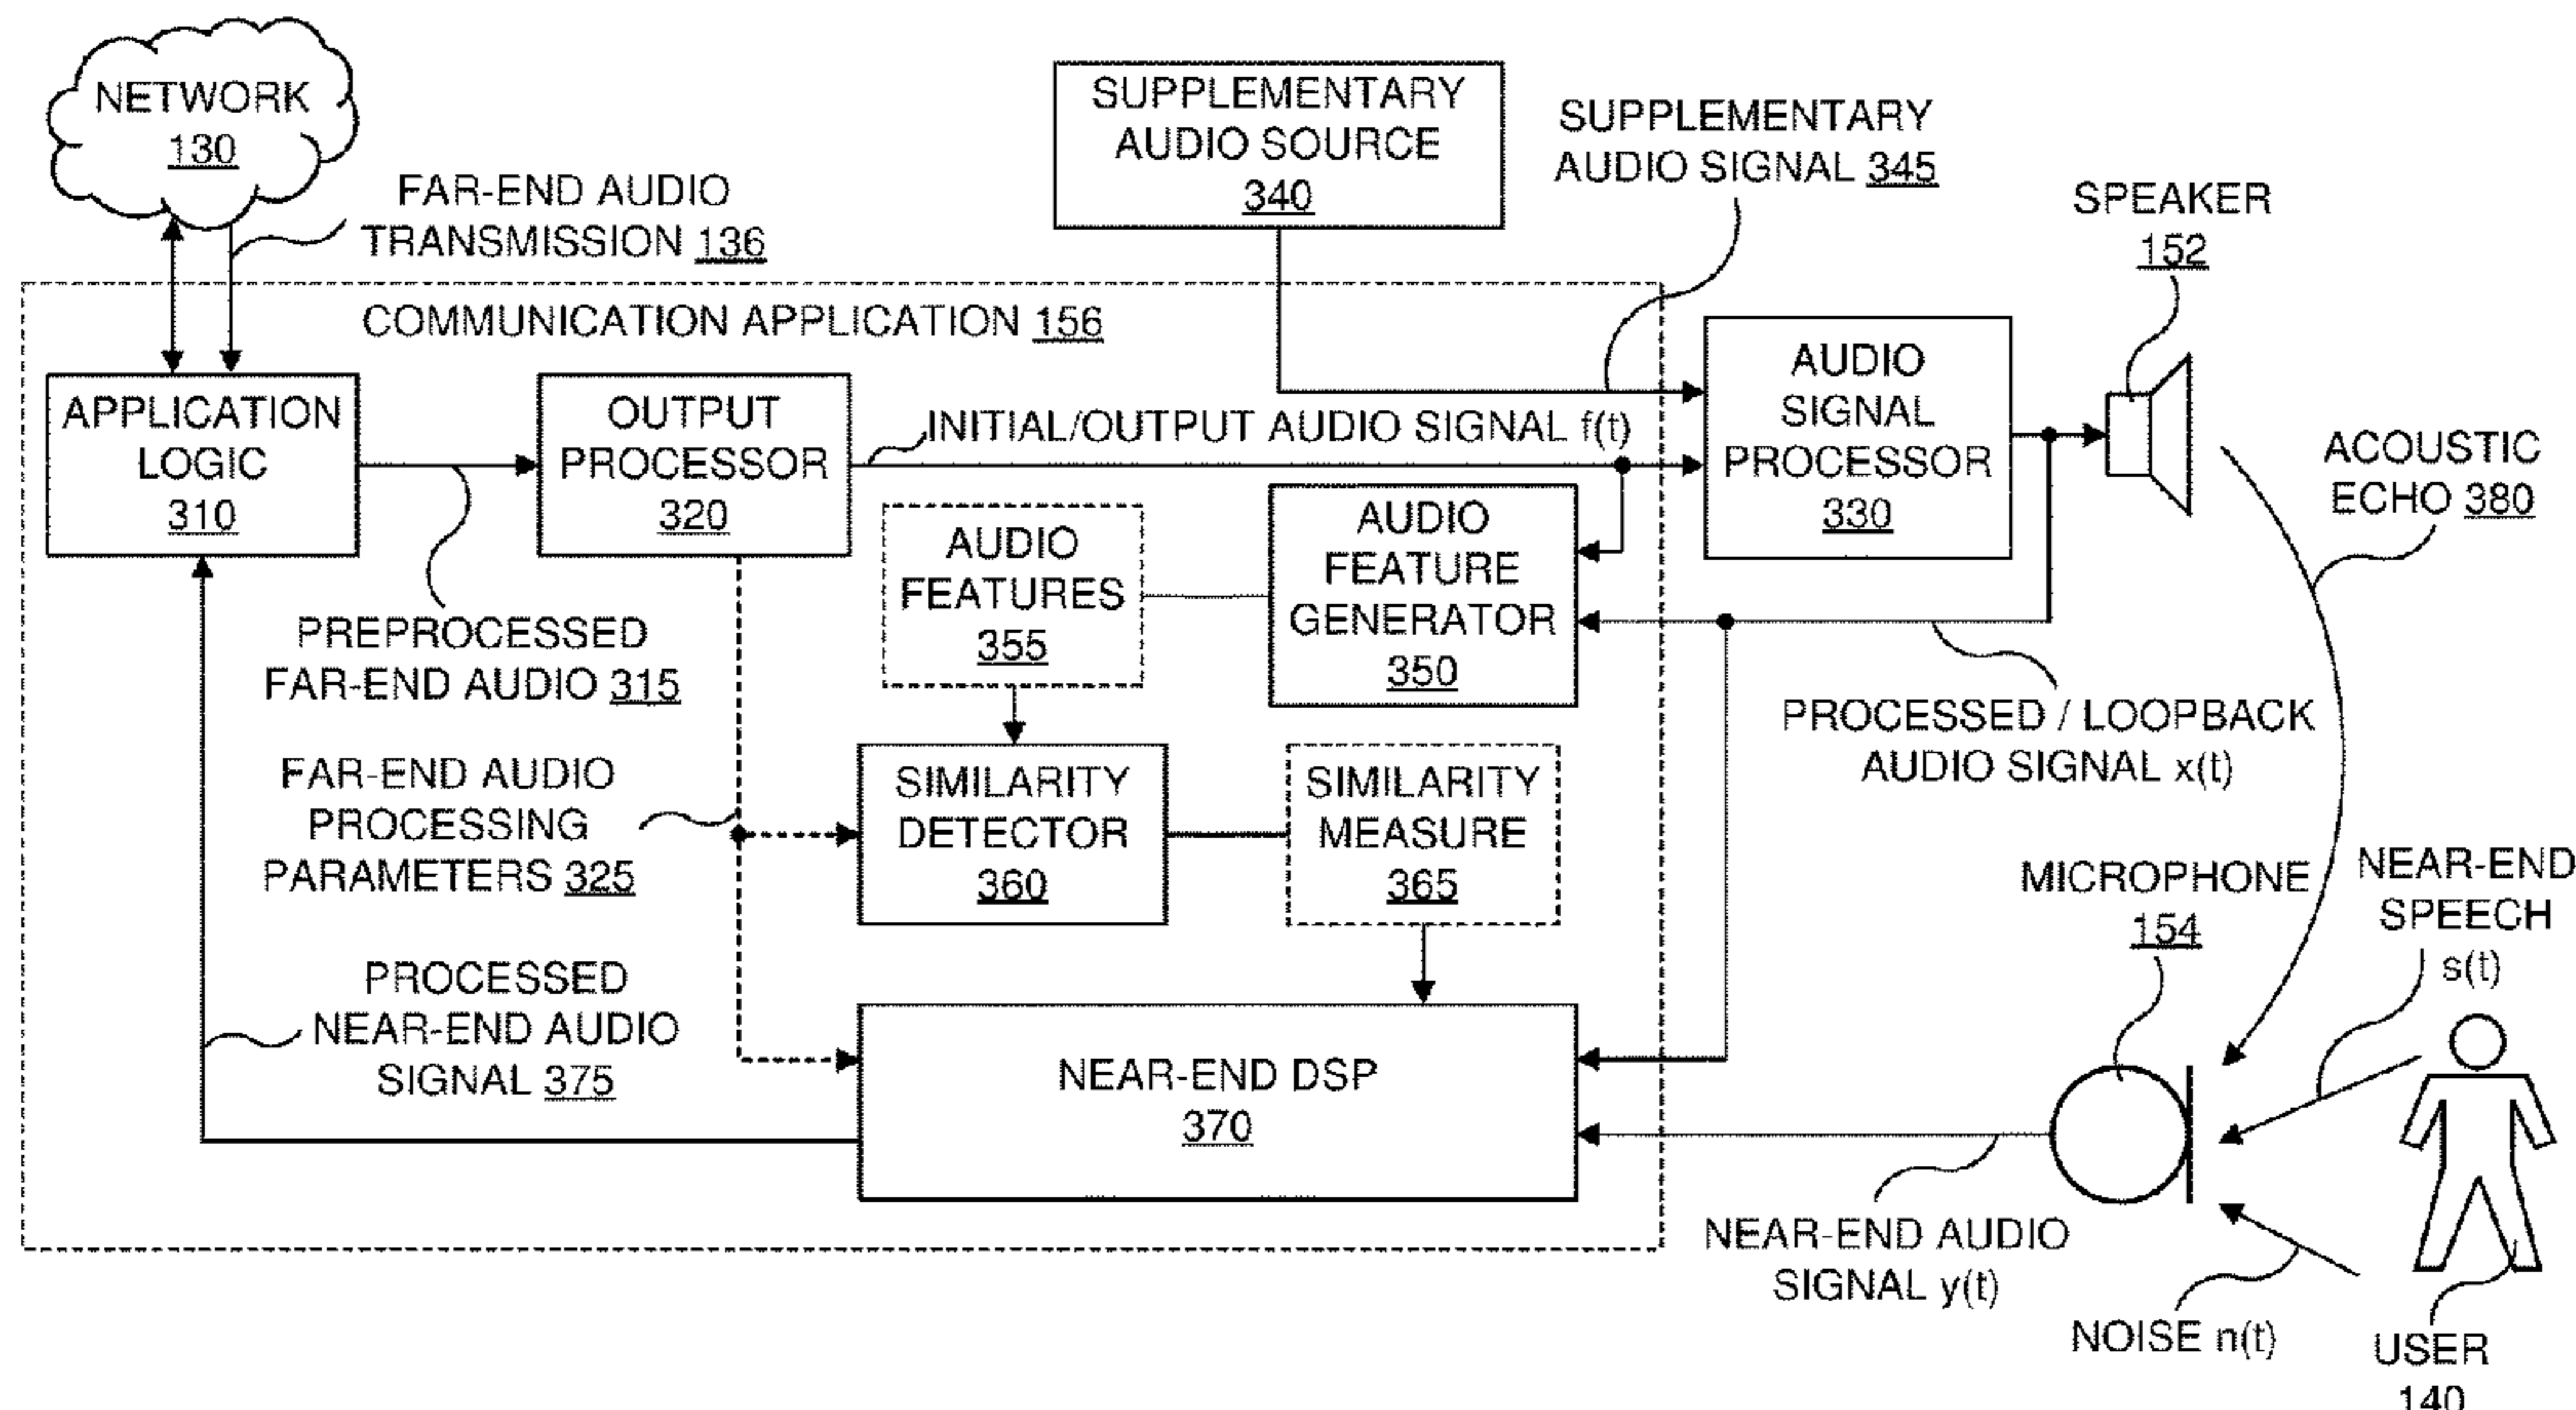 NETWORK
130
FAR-END AUDIO
TRANSMISSION 136
SUPPLEMENTARY
AUDIO SOURCE
340
SUPPLEMENTARY
AUDIO SIGNAL 345
SPEAKER
152
COMMUNICATION APPLICATION 156
APPLICATION
LOGIC
310
OUTPUT
PROCESSOR
320
INITIAL/OUTPUT AUDIO SIGNAL f(t)
AUDIO
SIGNAL
PROCESSOR
330
ACOUSTIC
ECHO 380
AUDIO
FEATURES
355
AUDIO
FEATURE
GENERATOR
350
PREPROCESSED
FAR-END AUDIO 315
PROCESSED / LOOPBACK
AUDIO SIGNAL x(t)
FAR-END AUDIO
PROCESSING
PARAMETERS 325
SIMILARITY
DETECTOR
360
SIMILARITY
MEASURE
365
MICROPHONE
154
NEAR-END
SPEECH
s(t)
PROCESSED
NEAR-END AUDIO
SIGNAL 375
NEAR-END DSP
370
NEAR-END AUDIO
SIGNAL y(t)
NOISE n(t)
USER
140